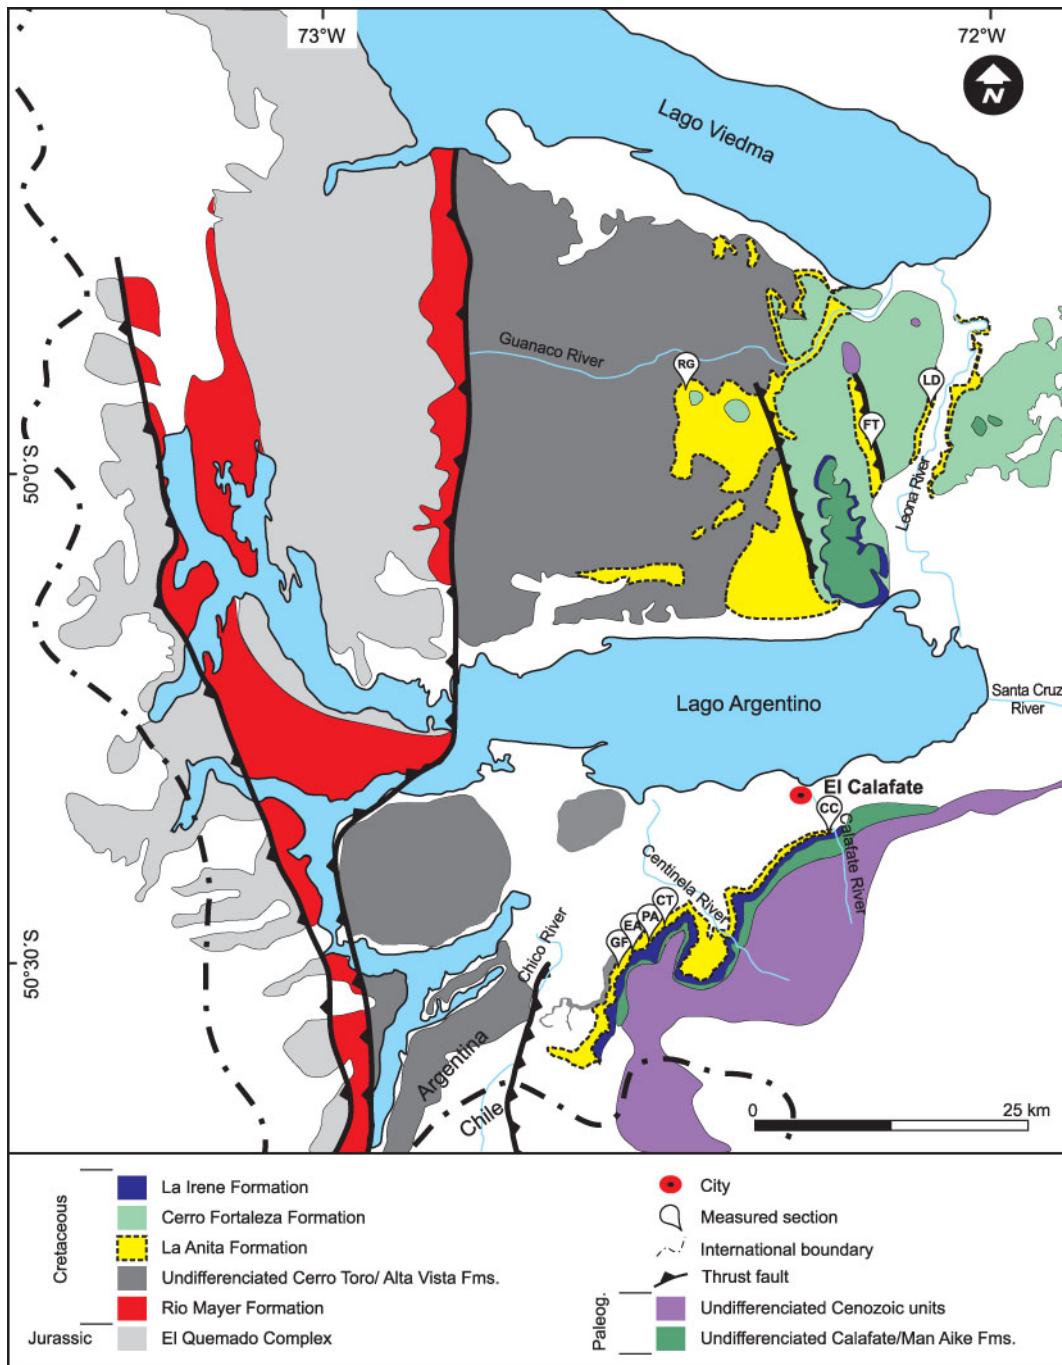 73°W
72°W
N
Lago Viedma
Guanaco River
RG
LD
FT
50°0´S
Leona River
Lago Argentino
Santa Cruz
River
El Calafate
CC
Calafate River
Centinela River
CT
PA
EA
GF
Chico River
50°30´S
Argentina
Chile
0
25 km
Cretaceous
La Irene Formation
Cerro Fortaleza Formation
La Anita Formation
Undifferenciated Cerro Toro/ Alta Vista Fms.
Rio Mayer Formation
Jurassic
El Quemado Complex
City
Measured section
International boundary
Thrust fault
Paleog.
Undifferenciated Cenozoic units
Undifferenciated Calafate/Man Aike Fms.